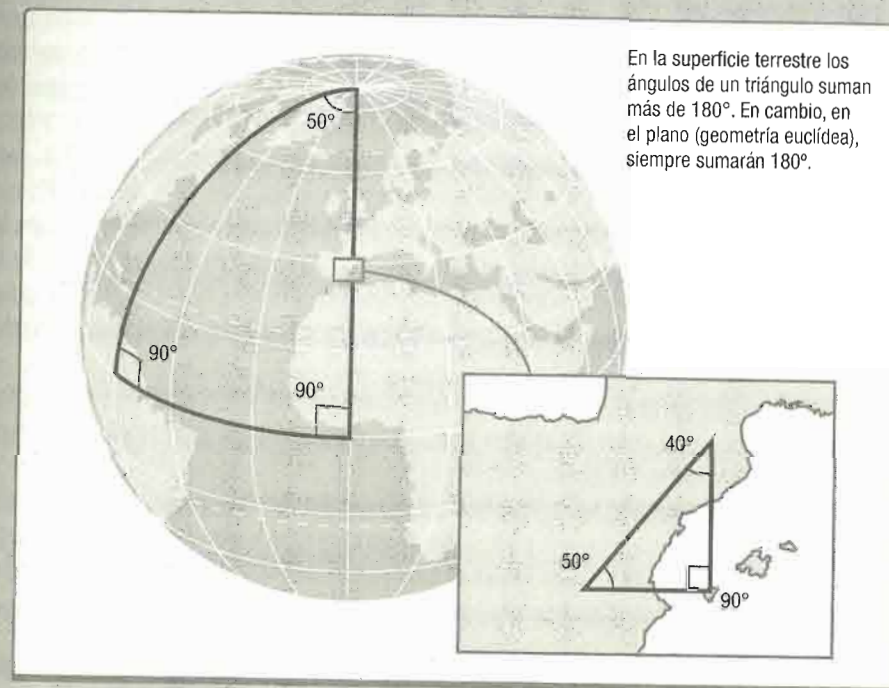 En la superficie terrestre los
ángulos de un triángulo suman
más de 180°. En cambio, en
el plano (geometría euclídea),
siempre sumarán 180º.
50°
90°
90°
40°
50°
90°